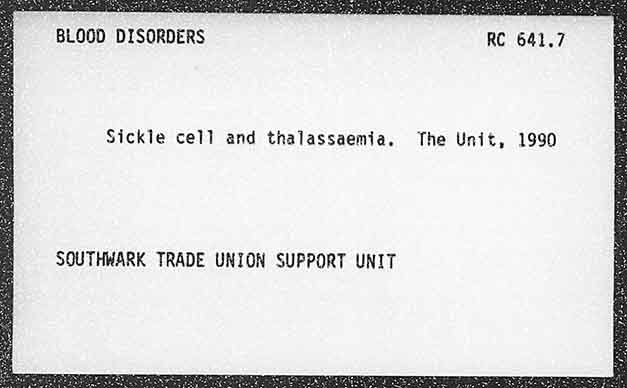 BLOOD DISORDERS RC 641.7
Sickle cell and thalassaemia. The Unit, 1990
SOUTHWARK TRADE UNION SUPPORT UNIT